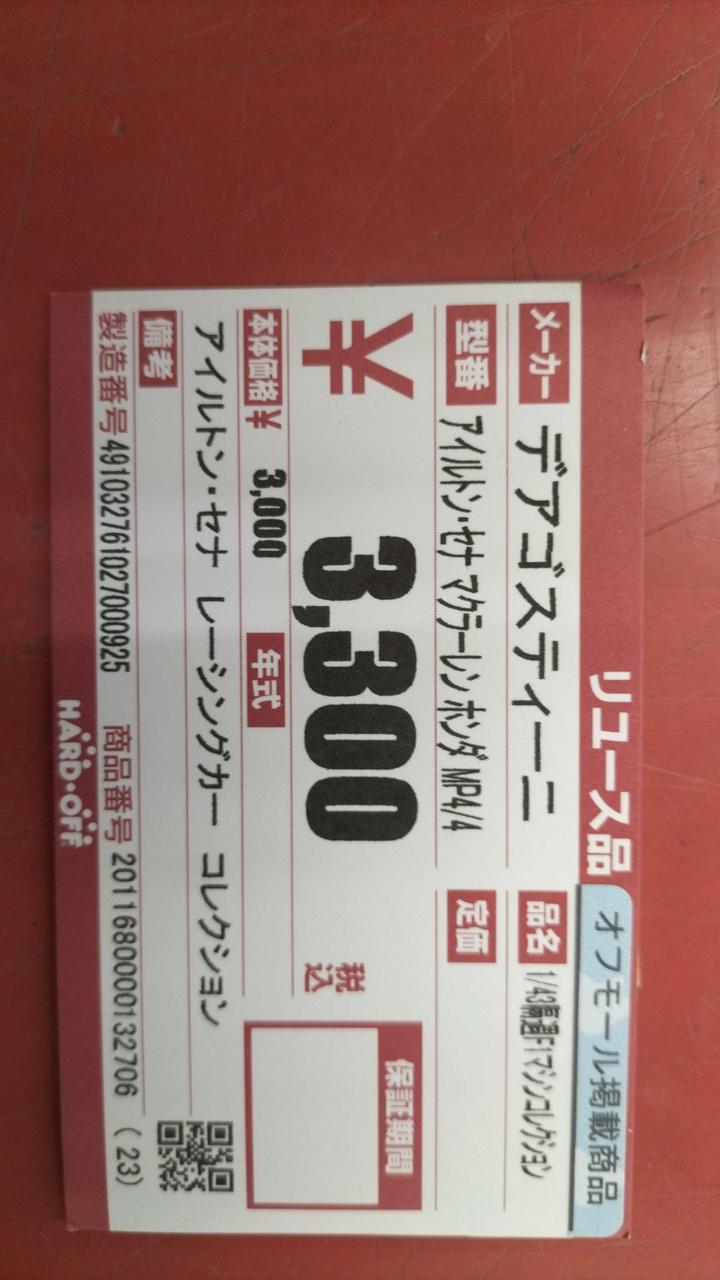 リユース品
オフモール掲載商品
メーカー デアゴスティーニ
品名 1/43隔週F1マシンコレクション
型番 アイルトン・セナ マクラーレン ホンダ MP4/4
定価
¥ 3,300 税込
保証期間
本体価格¥ 3,000 年式
アイルトン・セナ レーシングカー コレクション
備考
製造番号 491032761027000925 商品番号 2011680000132706 (23)
HARD・OFF